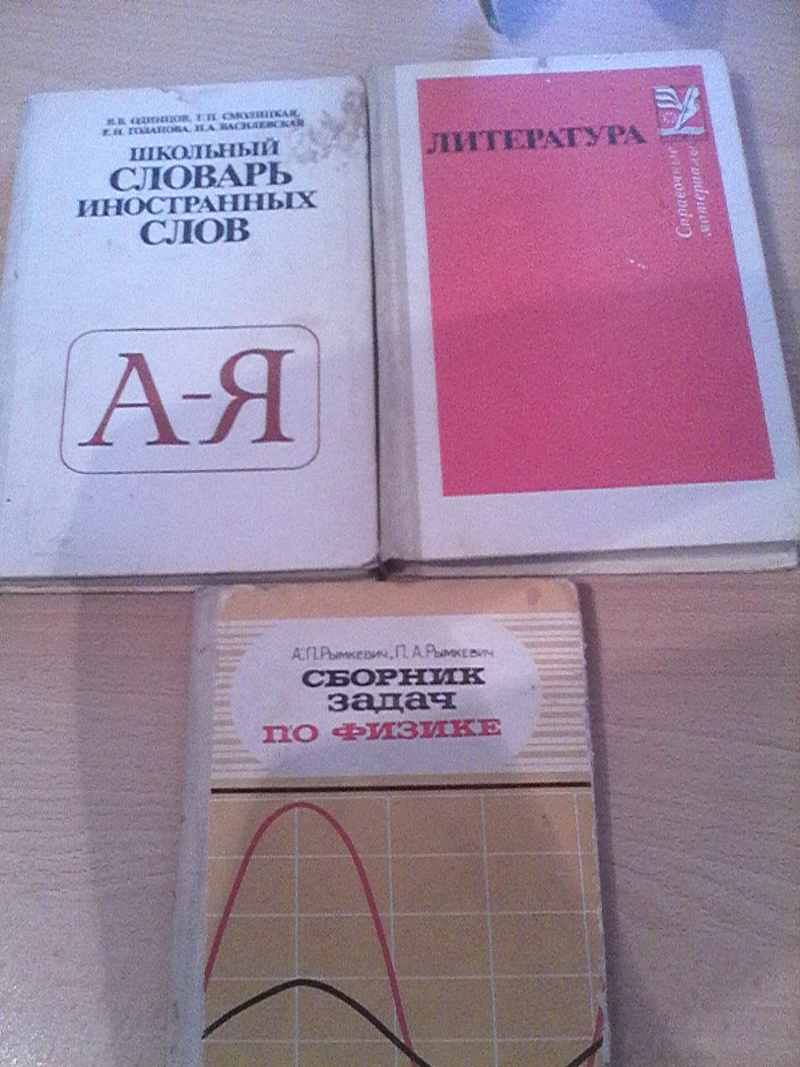 В.В. ОДИНЦОВ, Г.П. СМОЛИЦКАЯ,
Е.И. ГОЛАНОВА, И.А. ВАСИЛЕВСКАЯ
ШКОЛЬНЫЙ
СЛОВАРЬ
ИНОСТРАННЫХ
СЛОВ
А-Я
ЛИТЕРАТУРА
Справочные
материалы
А.П.Рымкевич, П.А.Рымкевич
СБОРНИК
ЗАДАЧ
ПО ФИЗИКЕ